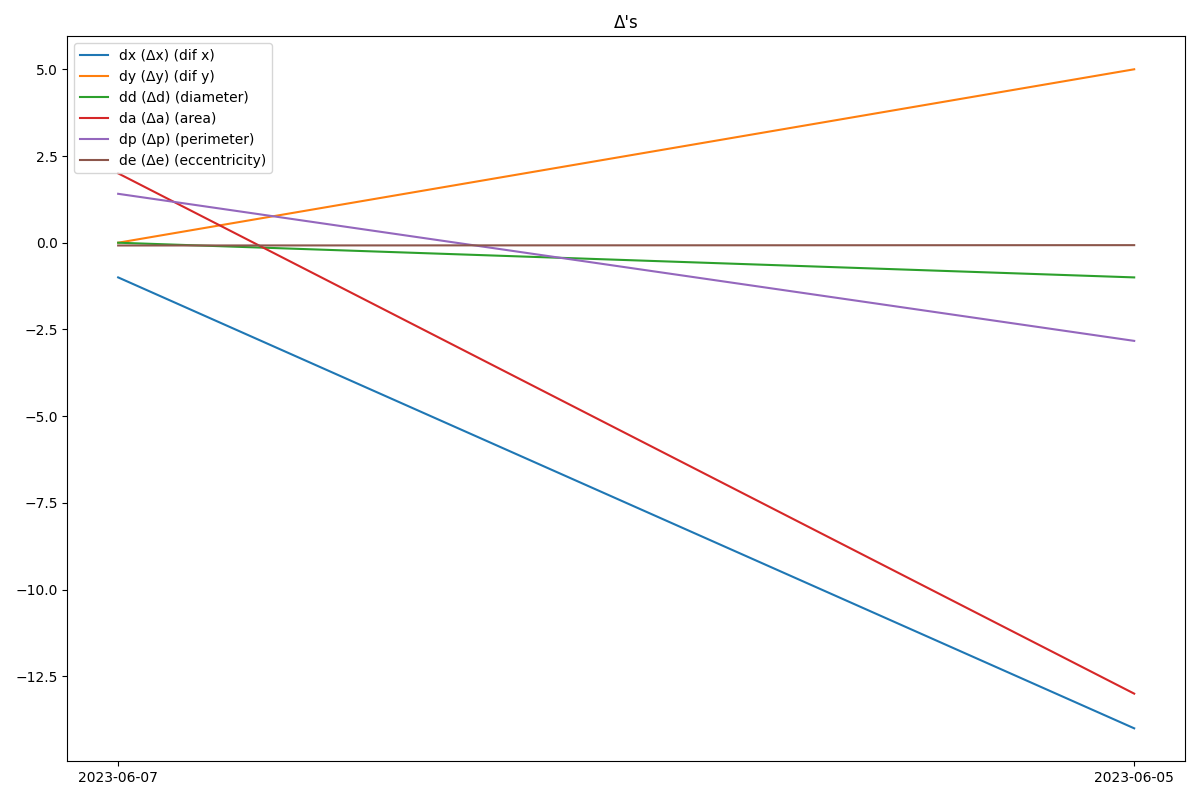 Δ's
dx (Δx) (dif x)
dy (Δy) (dif y)
dd (Δd) (diameter)
da (Δa) (area)
dp (Δp) (perimeter)
de (Δe) (eccentricity)
5.0
2.5
0.0
−2.5
−5.0
−7.5
−10.0
−12.5
2023-06-07 2023-06-05